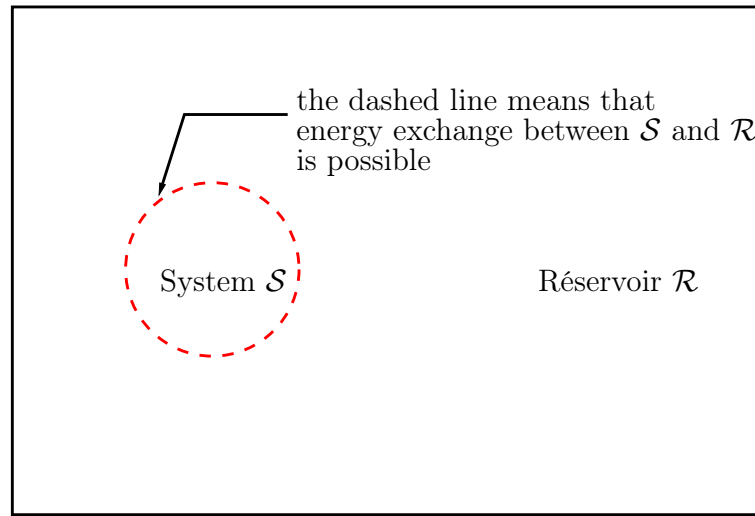 the dashed line means that
energy exchange between 𝒮 and ℛ
is possible
System 𝒮
Réservoir ℛ